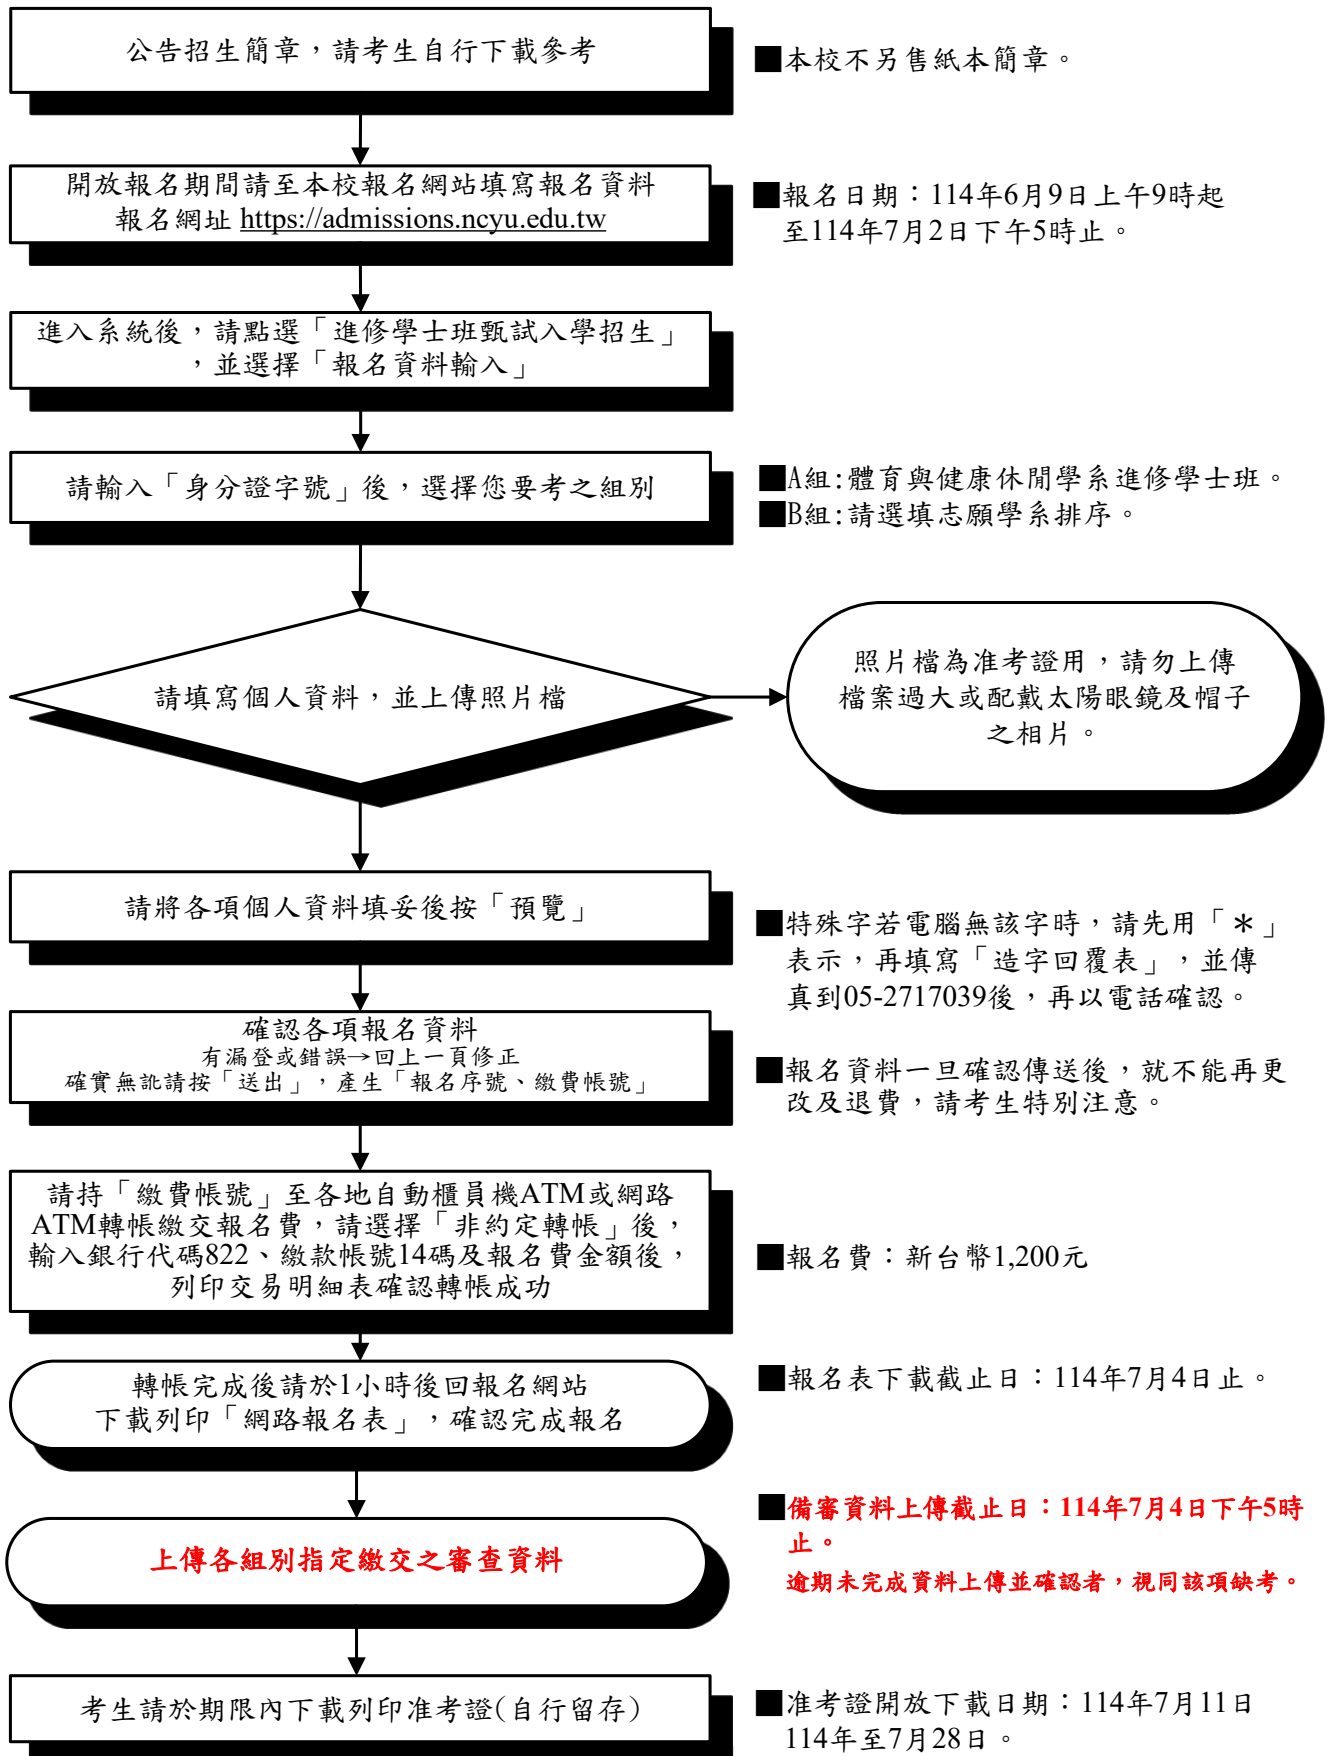 公告招生簡章，請考生自行下載參考
■本校不另售紙本簡章。
開放報名期間請至本校報名網站填寫報名資料
報名網址 https://admissions.ncyu.edu.tw
■報名日期：114年6月9日上午9時起
至114年7月2日下午5時止。
進入系統後，請點選「進修學士班甄試入學招生」
，並選擇「報名資料輸入」
請輸入「身分證字號」後，選擇您要考之組別
■A組:體育與健康休閒學系進修學士班。
■B組:請選填志願學系排序。
請填寫個人資料，並上傳照片檔
照片檔為准考證用，請勿上傳
檔案過大或配戴太陽眼鏡及帽子
之相片。
請將各項個人資料填妥後按「預覽」
■特殊字若電腦無該字時，請先用「＊」
表示，再填寫「造字回覆表」，並傳
真到05-2717039後，再以電話確認。
確認各項報名資料
有漏登或錯誤→回上一頁修正
確實無訛請按「送出」，產生「報名序號、繳費帳號」
■報名資料一旦確認傳送後，就不能再更
改及退費，請考生特別注意。
請持「繳費帳號」至各地自動櫃員機ATM或網路
ATM轉帳繳交報名費，請選擇「非約定轉帳」後，
輸入銀行代碼822、繳款帳號14碼及報名費金額後，
列印交易明細表確認轉帳成功
■報名費：新台幣1,200元
轉帳完成後請於1小時後回報名網站
下載列印「網路報名表」，確認完成報名
■報名表下載截止日：114年7月4日止。
上傳各組別指定繳交之審查資料
■備審資料上傳截止日：114年7月4日下午5時
止。
逾期未完成資料上傳並確認者，視同該項缺考。
考生請於期限內下載列印准考證(自行留存)
■准考證開放下載日期：114年7月11日
114年至7月28日。